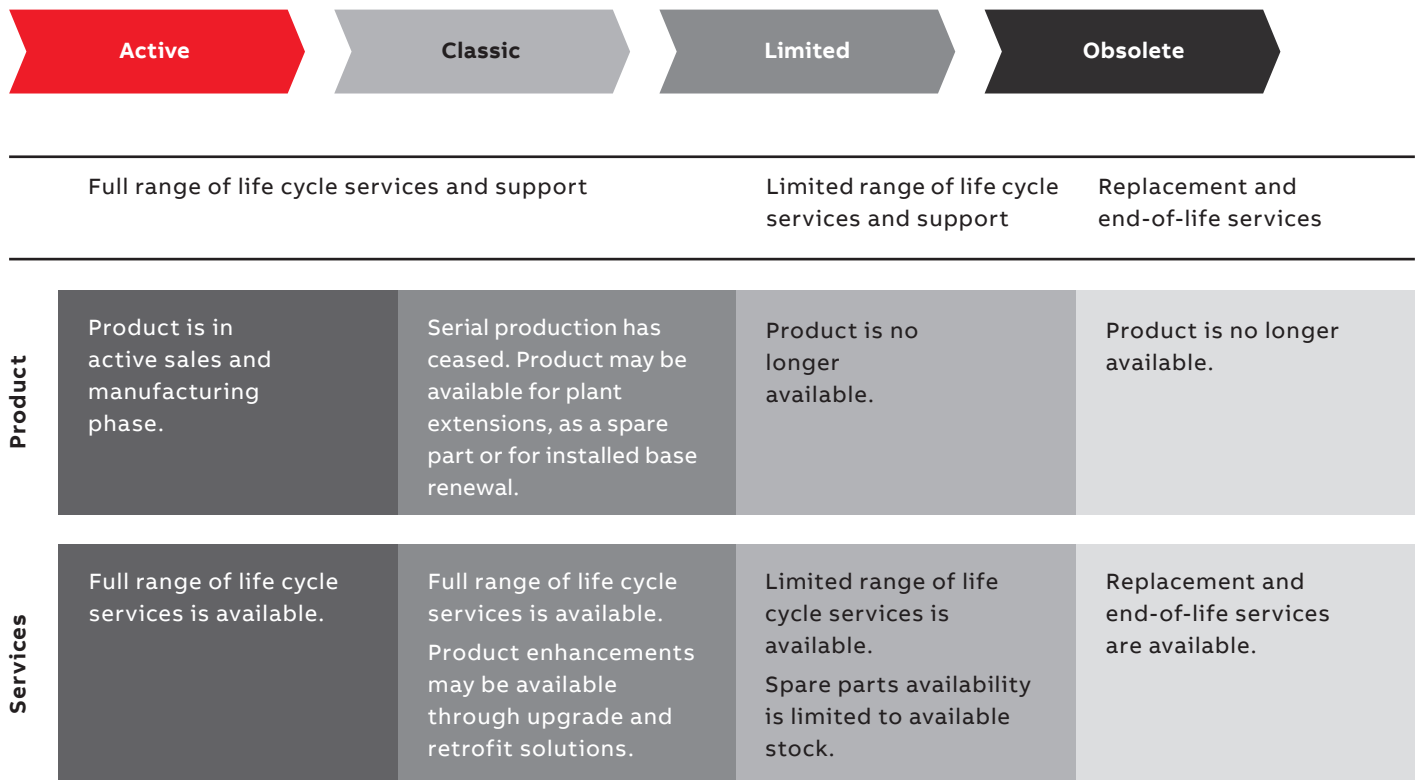 Active
Classic
Limited
Obsolete
Full range of life cycle services and support
Limited range of life cycle
services and support
Replacement and
end-of-life services
Product
Product is in
active sales and
manufacturing
phase.
Serial production has
ceased. Product may be
available for plant
extensions, as a spare
part or for installed base
renewal.
Product is no
longer
available.
Product is no longer
available.
Services
Full range of life cycle
services is available.
Full range of life cycle
services is available.
Product enhancements
may be available
through upgrade and
retrofit solutions.
Limited range of life
cycle services is
available.
Spare parts availability
is limited to available
stock.
Replacement and
end-of-life services
are available.